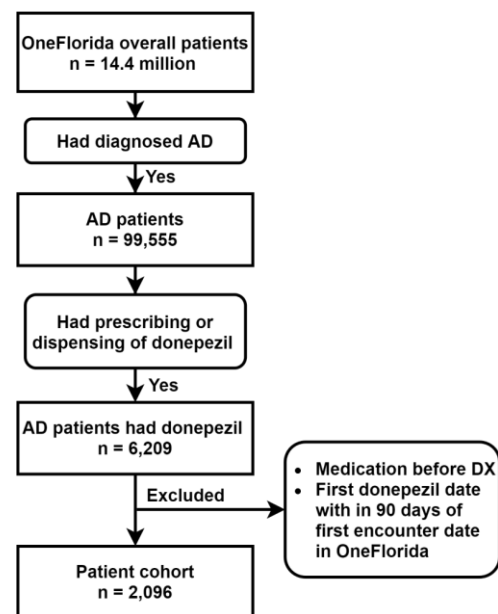 OneFlorida overall patients
n = 14.4 million
Had diagnosed AD
Yes
AD patients
n = 99,555
Had prescribing or
dispensing of donepezil
Yes
AD patients had donepezil
n = 6,209
Excluded
• Medication before DX
• First donepezil date
with in 90 days of
first encounter date
in OneFlorida
Patient cohort
n = 2,096